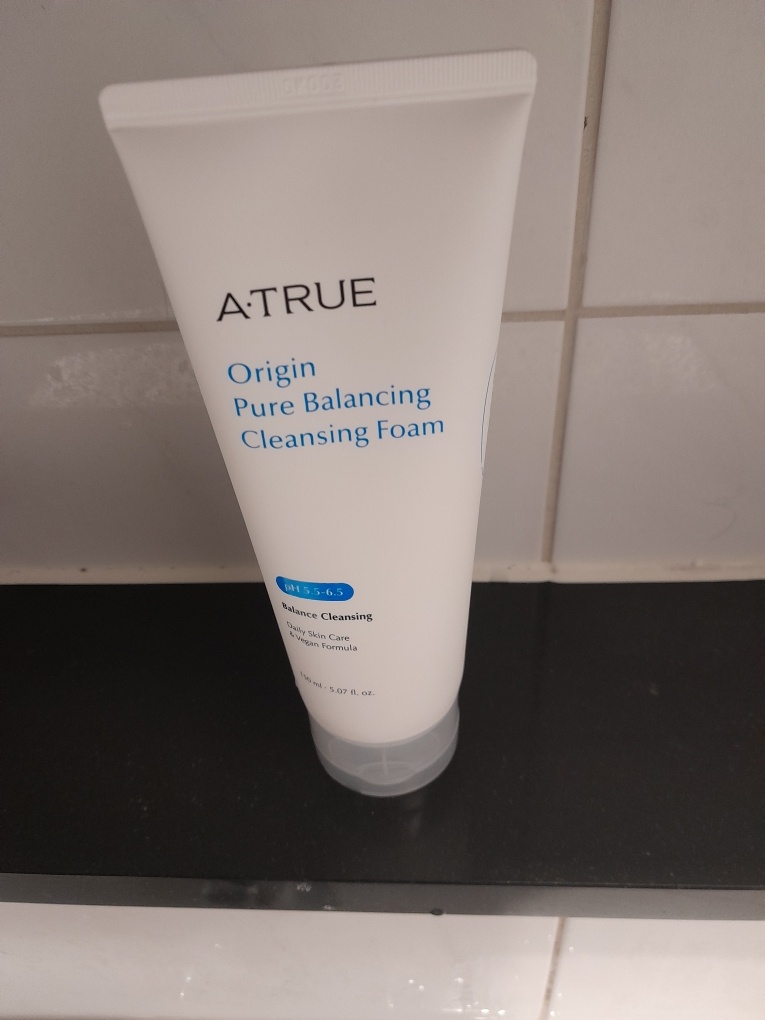 A·TRUE
Origin
Pure Balancing
Cleansing Foam
pH 5.5-6.5
Balance Cleansing
Daily Skin Care
& Vegan Formula
150 ml · 5.07 fl. oz.